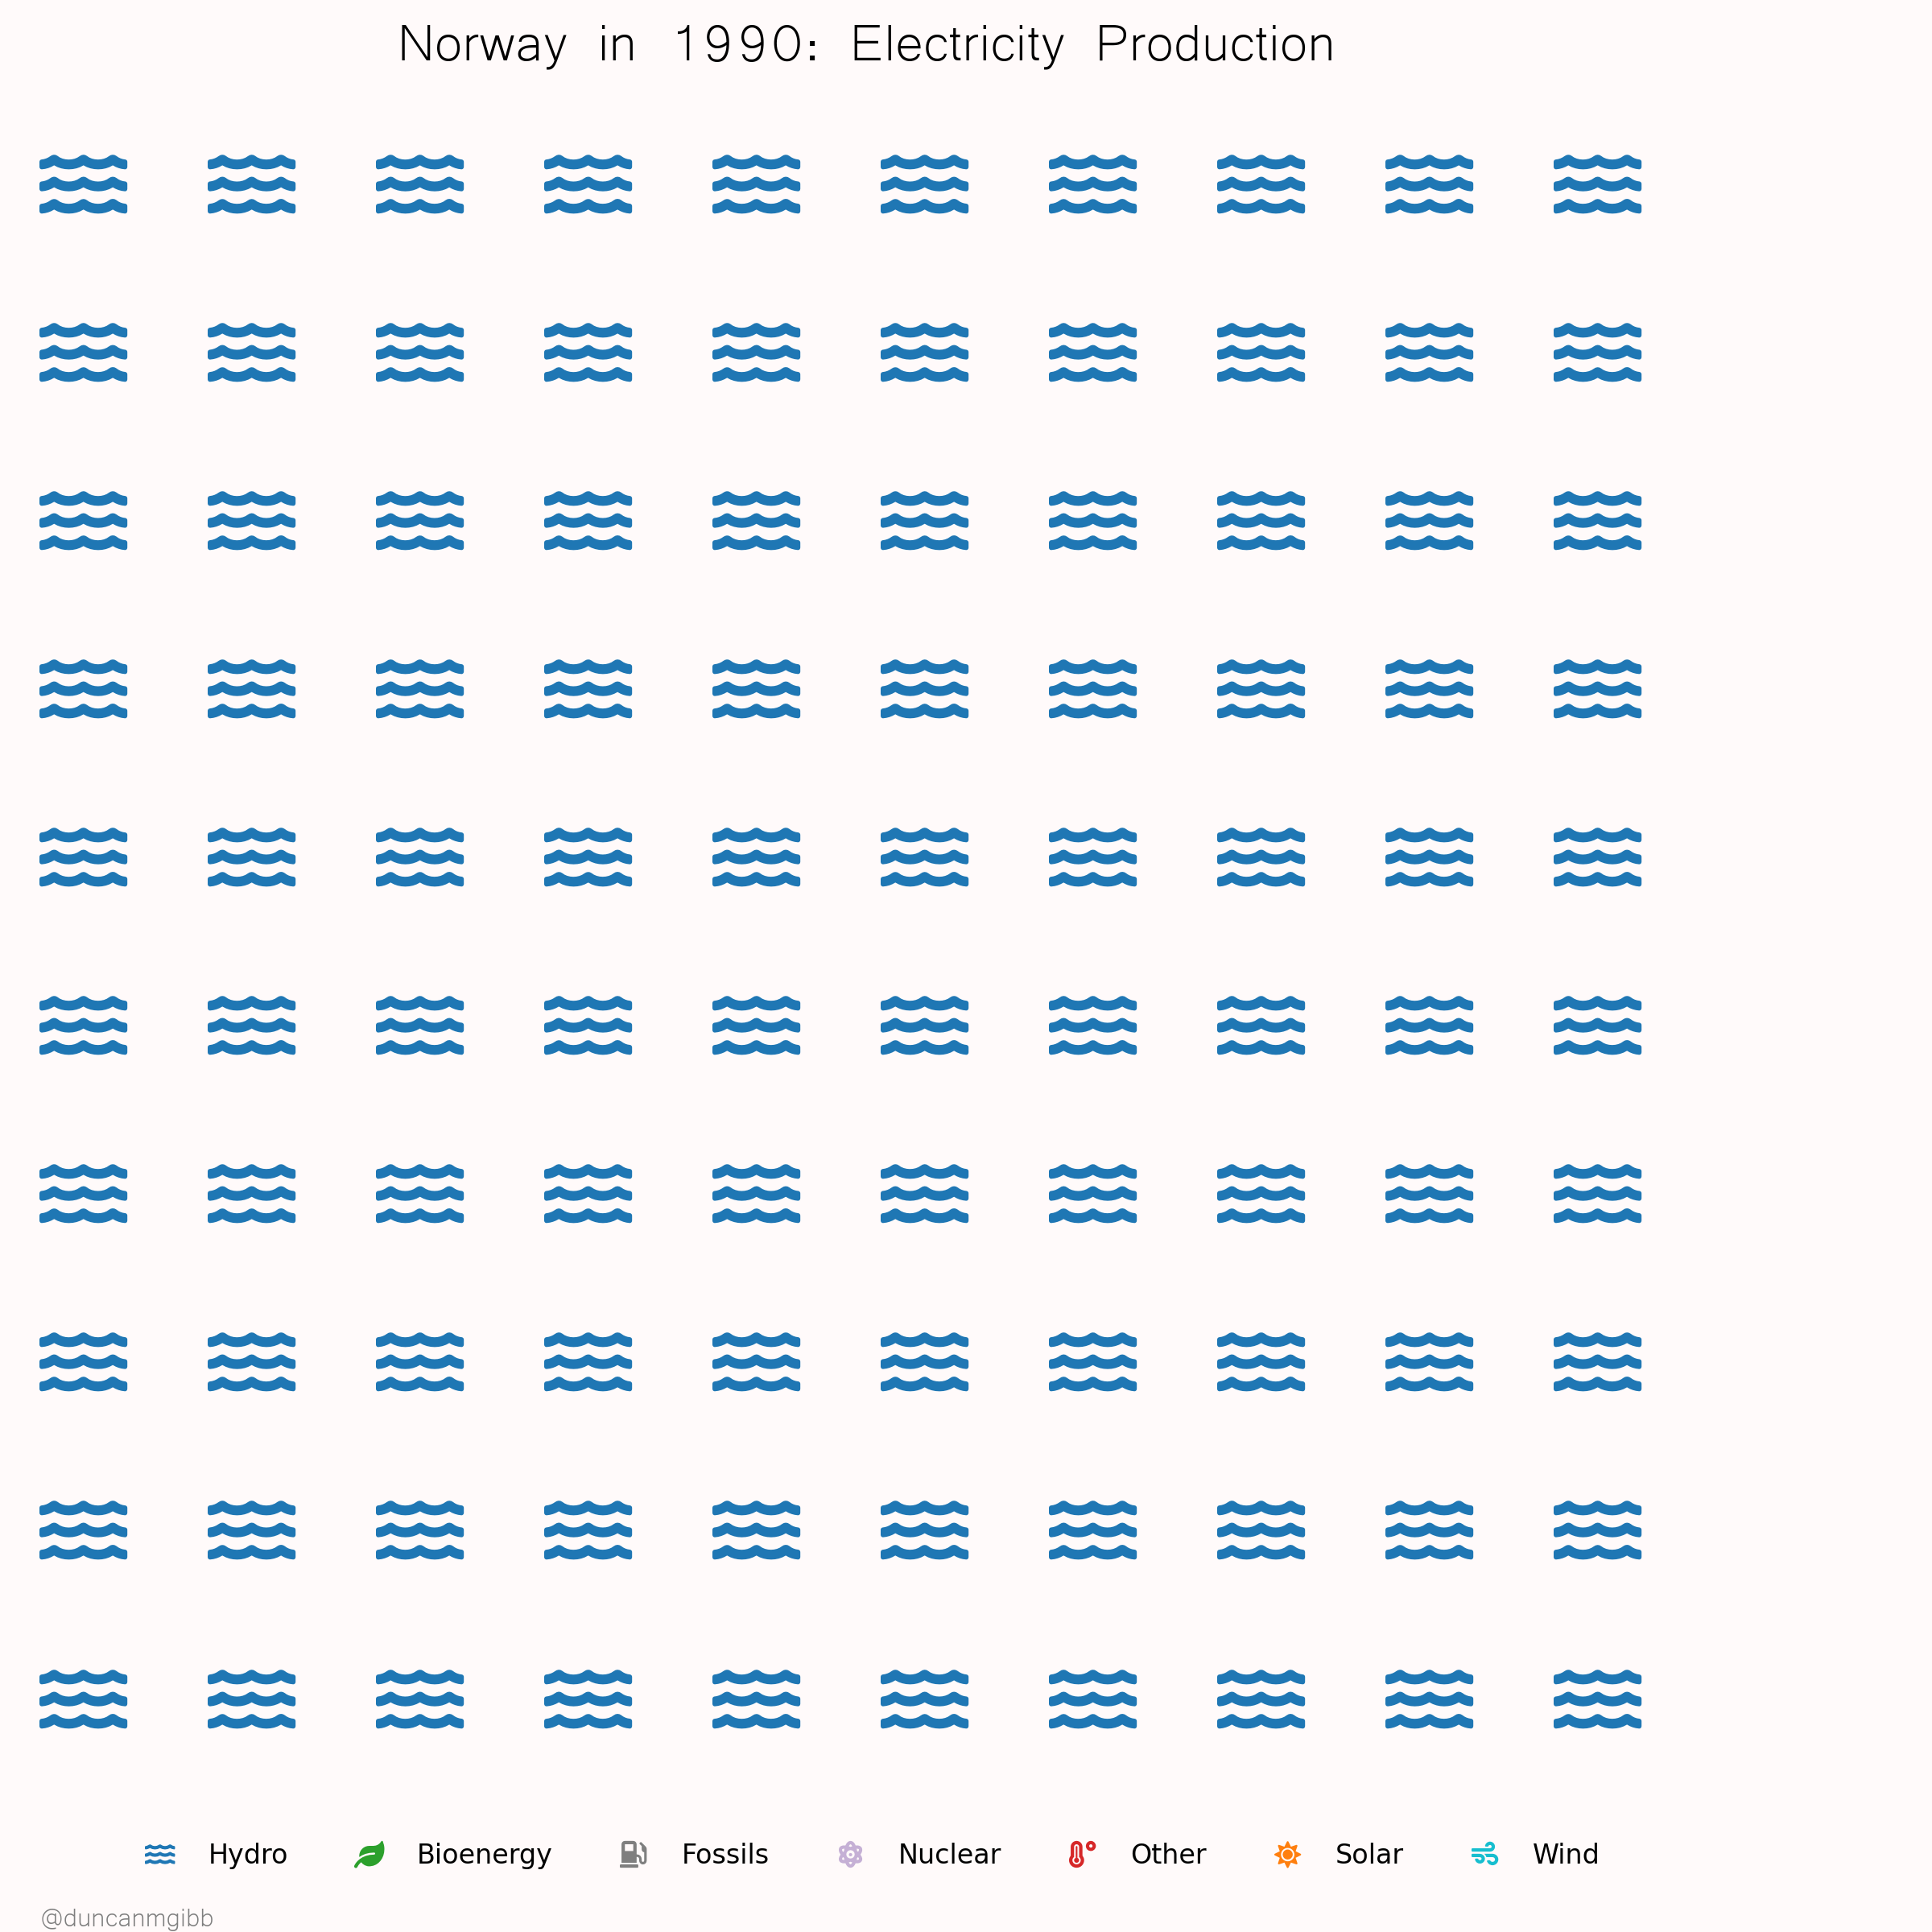 Norway in 1990: Electricity Production
Hydro Bioenergy Fossils Nuclear Other Solar Wind
@duncanmgibb